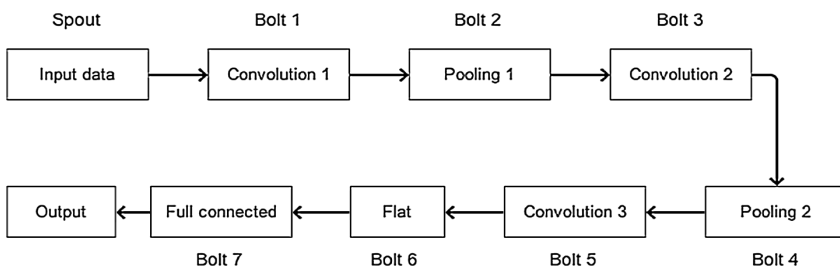 Spout Bolt 1 Bolt 2 Bolt 3
Input data Convolution 1 Pooling 1 Convolution 2
Output Full connected Flat Convolution 3 Pooling 2
Bolt 7 Bolt 6 Bolt 5 Bolt 4